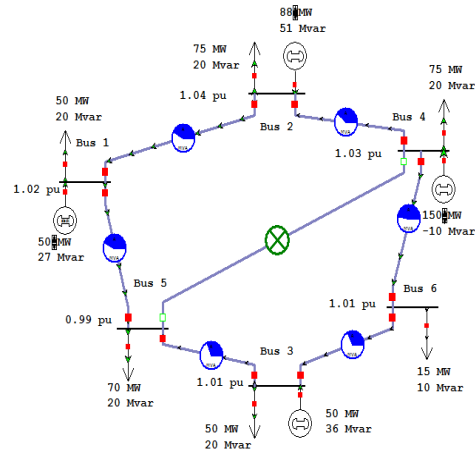 88 MW
51 Mvar
75 MW
20 Mvar
75 MW
20 Mvar
50 MW
20 Mvar
1.04 pu
Bus 2
Bus 4
Bus 1
1.03 pu
1.02 pu
150 MW
-10 Mvar
50 MW
27 Mvar
Bus 5
Bus 6
1.01 pu
0.99 pu
Bus 3
1.01 pu
15 MW
10 Mvar
70 MW
20 Mvar
50 MW
20 Mvar
50 MW
36 Mvar